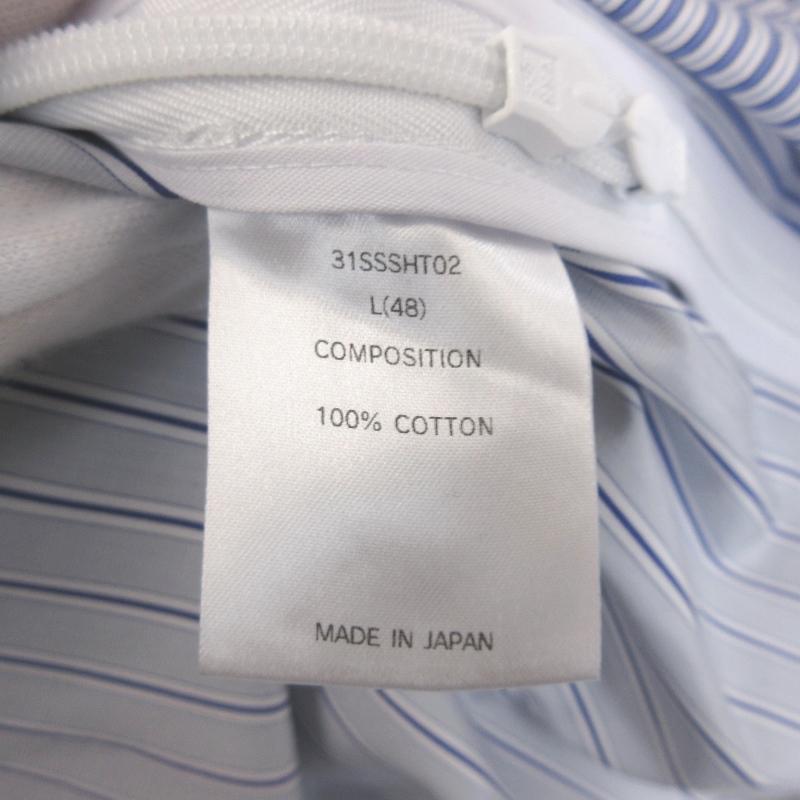 31SSSHT02
L(48)
COMPOSITION
100% COTTON
MADE IN JAPAN